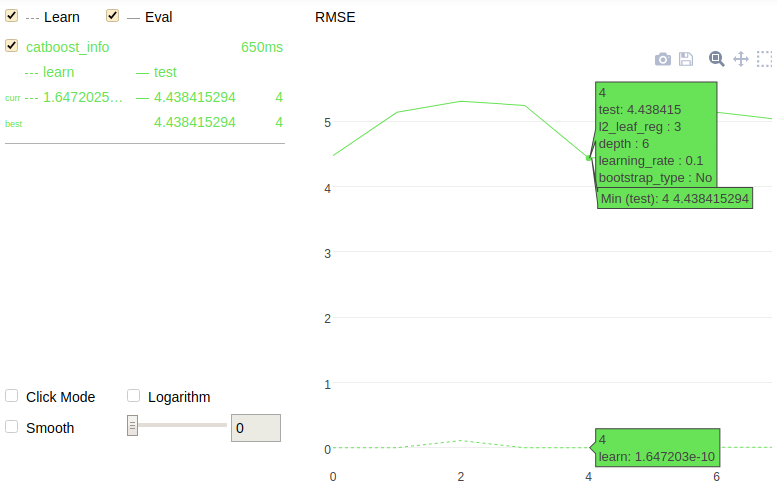 Learn Eval
catboost_info 650ms
learn test
curr 1.6472025... 4.438415294 4
best 4.438415294 4
Click Mode Logarithm
Smooth 0
RMSE
5
4
3
2
1
0
0 2 4 6
4
test: 4.438415
l2_leaf_reg : 3
depth : 6
learning_rate : 0.1
bootstrap_type : No
Min (test): 4 4.438415294
4
learn: 1.647203e-10